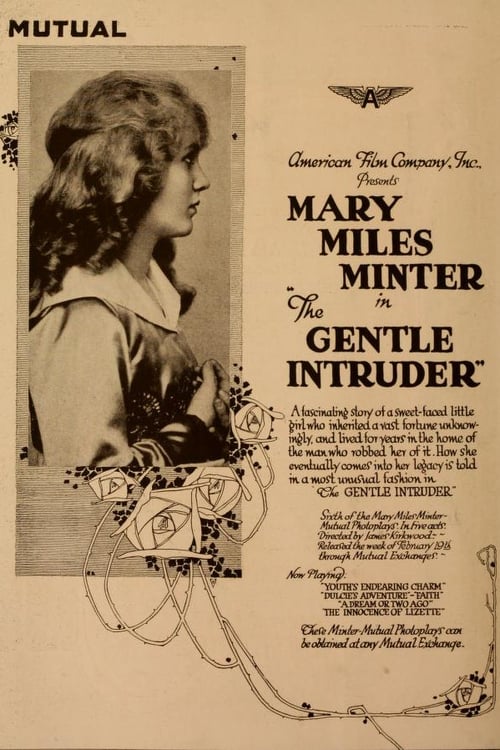 MUTUAL
A
American Film Company, Inc.,
Presents
MARY
MILES
MINTER
in
"The
GENTLE
INTRUDER"
A fascinating story of a sweet-faced little
girl who inherited a vast fortune unknow-
ingly, and lived for years in the home of
the man who robbed her of it. How she
eventually comes into her legacy is told
in a most unusual fashion in
"The GENTLE INTRUDER"
Sixth of the Mary Miles Minter-
Mutual Photoplays. In five acts.
Directed by James Kirkwood.~~
Released the week of February 19th
through Mutual Exchanges.~
Now Playing:
"YOUTH'S ENDEARING CHARM"
"DULCIE'S ADVENTURE"-"FAITH"
"A DREAM OR TWO AGO"
"THE INNOCENCE OF LIZETTE"
These Minter-Mutual Photoplays can
be obtained at any Mutual Exchange.